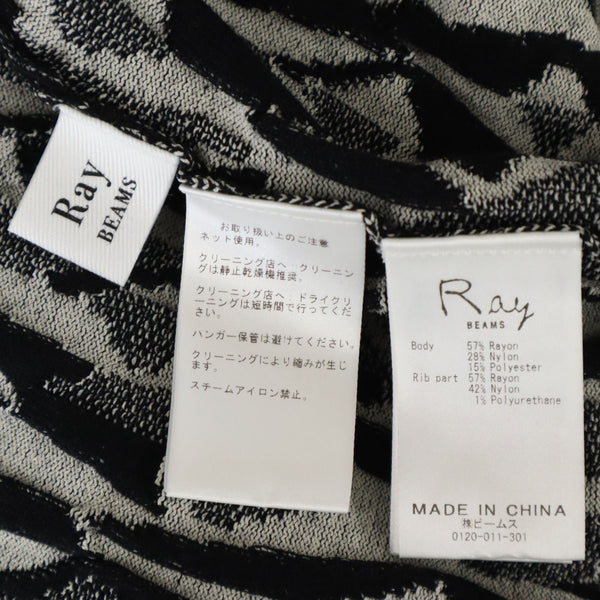 Ray
BEAMS
お取り扱い上のご注意
ネット使用。
クリーニング店へ：クリーニン
グは静止乾燥機推奨。
クリーニング店へ：ドライクリ
ーニングは短時間で行ってくだ
さい。
ハンガー保管は避けてください。
クリーニングにより縮みが生じ
ます。
スチームアイロン禁止。
Ray
BEAMS
Body 57% Rayon
28% Nylon
15% Polyester
Rib part 57% Rayon
42% Nylon
1% Polyurethane
MADE IN CHINA
㈱ビームス
0120-011-301